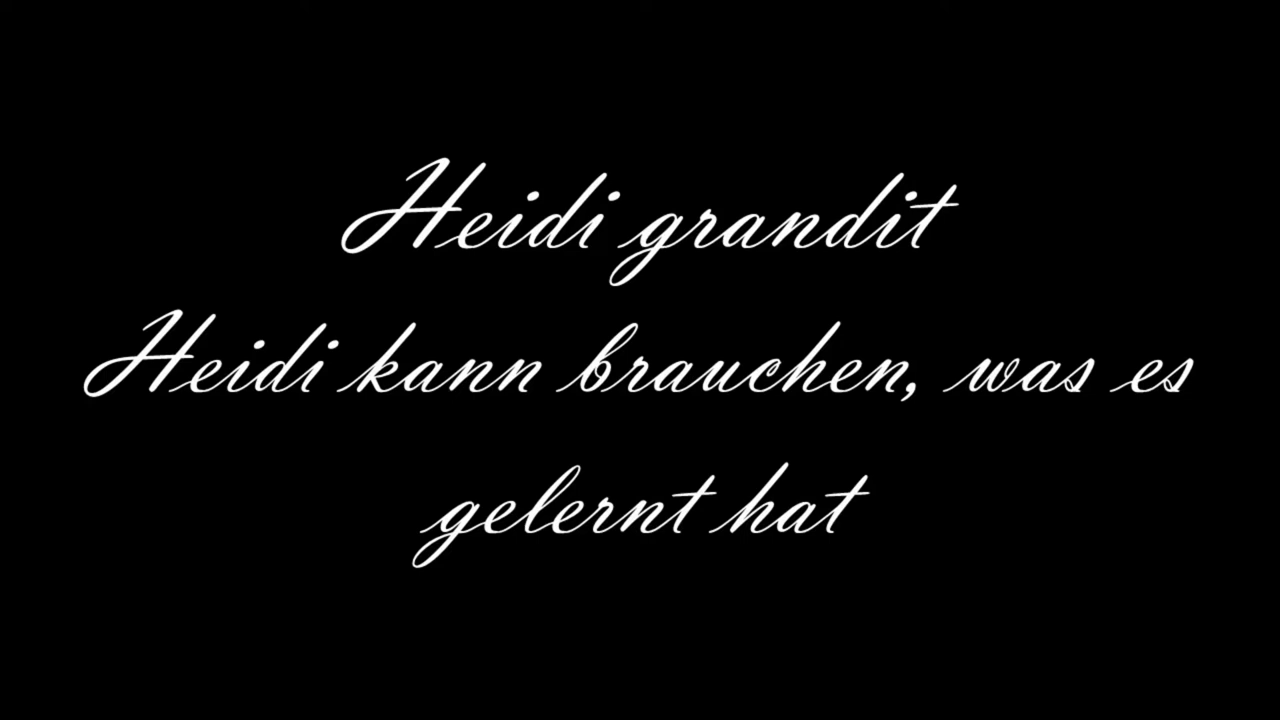 Heidi grandit
Heidi kann brauchen, was es
gelernt hat